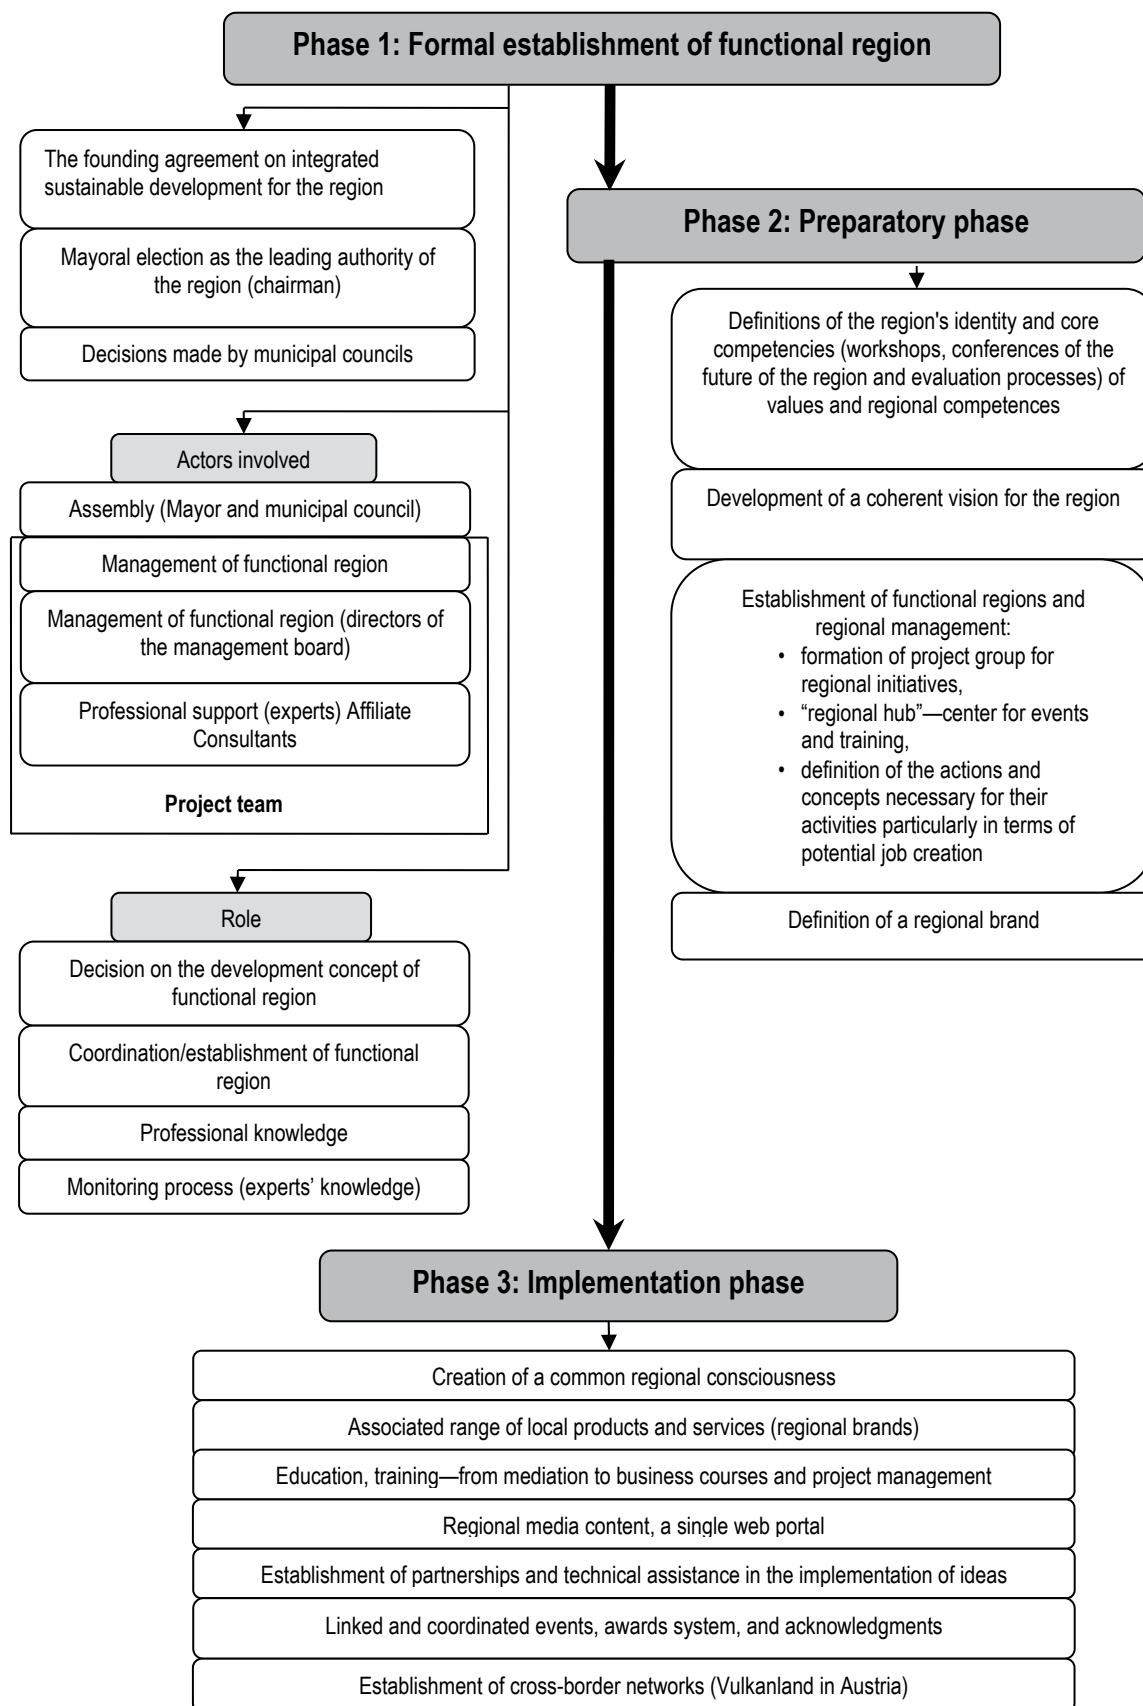 Phase 1: Formal establishment of functional region
The founding agreement on integrated
sustainable development for the region
Mayoral election as the leading authority of
the region (chairman)
Decisions made by municipal councils
Actors involved
Assembly (Mayor and municipal council)
Management of functional region
Management of functional region (directors of
the management board)
Professional support (experts) Affiliate
Consultants
Project team
Role
Decision on the development concept of
functional region
Coordination/establishment of functional
region
Professional knowledge
Monitoring process (experts’ knowledge)
Phase 2: Preparatory phase
Definitions of the region's identity and core
competencies (workshops, conferences of the
future of the region and evaluation processes) of
values and regional competences
Development of a coherent vision for the region
Establishment of functional regions and
regional management:
• formation of project group for
regional initiatives,
• “regional hub”—center for events
and training,
• definition of the actions and
concepts necessary for their
activities particularly in terms of
potential job creation
Definition of a regional brand
Phase 3: Implementation phase
Creation of a common regional consciousness
Associated range of local products and services (regional brands)
Education, training—from mediation to business courses and project management
Regional media content, a single web portal
Establishment of partnerships and technical assistance in the implementation of ideas
Linked and coordinated events, awards system, and acknowledgments
Establishment of cross-border networks (Vulkanland in Austria)